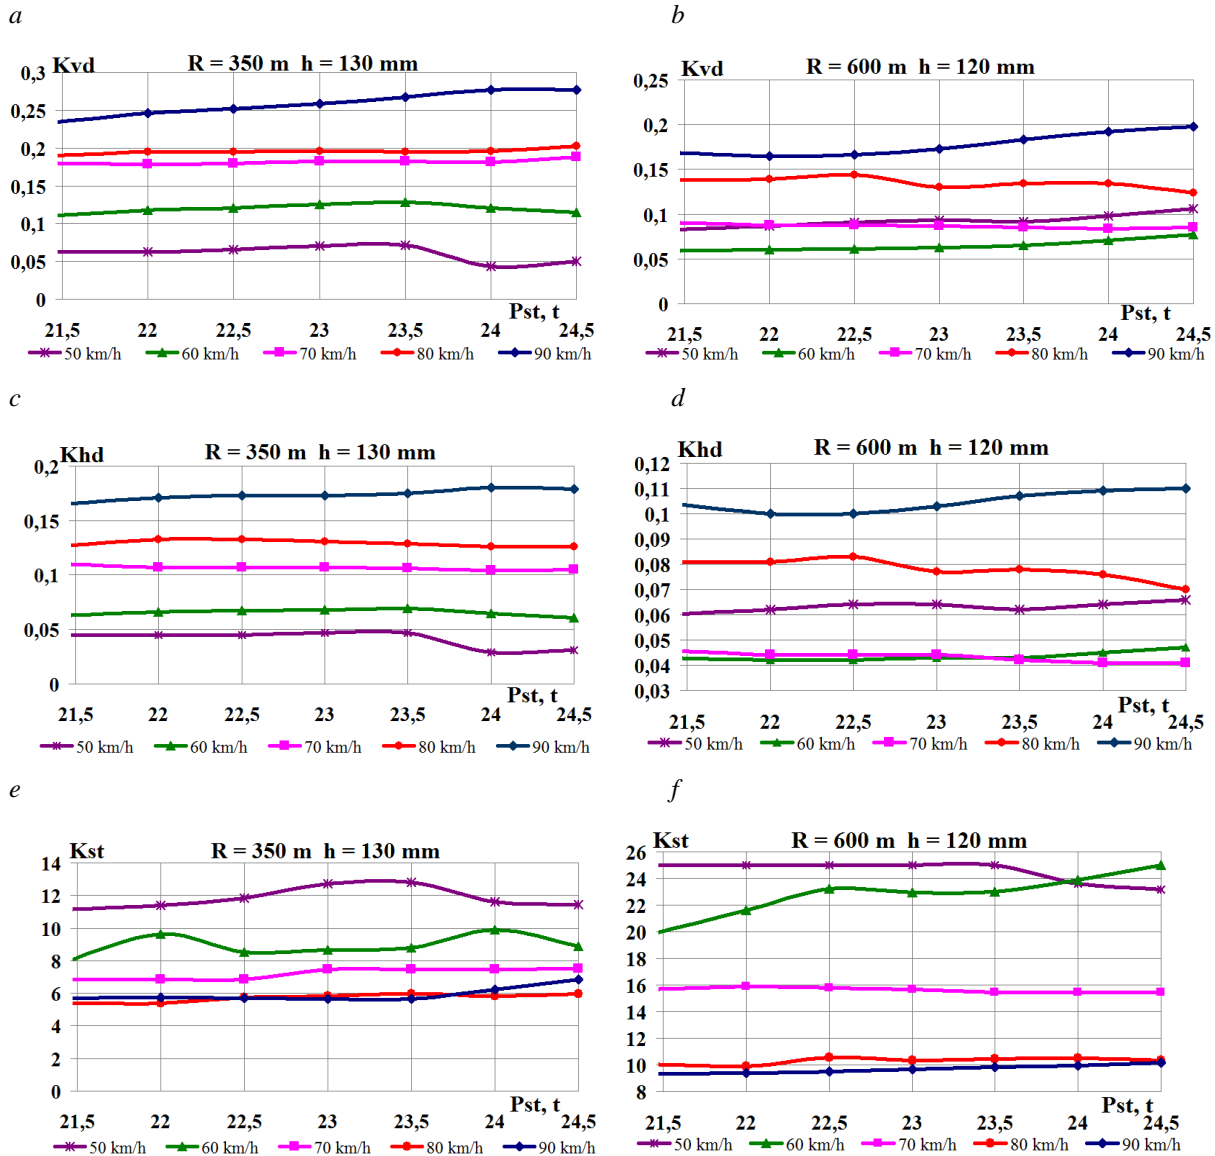 a
Kvd R = 350 m h = 130 mm
0,3
0,25
0,2
0,15
0,1
0,05
0
Pst, t
21,5 22 22,5 23 23,5 24 24,5
50 km/h 60 km/h 70 km/h 80 km/h 90 km/h
b
Kvd R = 600 m h = 120 mm
0,25
0,2
0,15
0,1
0,05
0
Pst, t
21,5 22 22,5 23 23,5 24 24,5
50 km/h 60 km/h 70 km/h 80 km/h 90 km/h
c
Khd R = 350 m h = 130 mm
0,2
0,15
0,1
0,05
0
Pst, t
21,5 22 22,5 23 23,5 24 24,5
50 km/h 60 km/h 70 km/h 80 km/h 90 km/h
d
Khd R = 600 m h = 120 mm
0,12
0,11
0,1
0,09
0,08
0,07
0,06
0,05
0,04
0,03
Pst, t
21,5 22 22,5 23 23,5 24 24,5
50 km/h 60 km/h 70 km/h 80 km/h 90 km/h
e
Kst R = 350 m h = 130 mm
14
12
10
8
6
4
2
0
Pst, t
21,5 22 22,5 23 23,5 24 24,5
50 km/h 60 km/h 70 km/h 80 km/h 90 km/h
f
Kst R = 600 m h = 120 mm
26
24
22
20
18
16
14
12
10
8
Pst, t
21,5 22 22,5 23 23,5 24 24,5
50 km/h 60 km/h 70 km/h 80 km/h 90 km/h